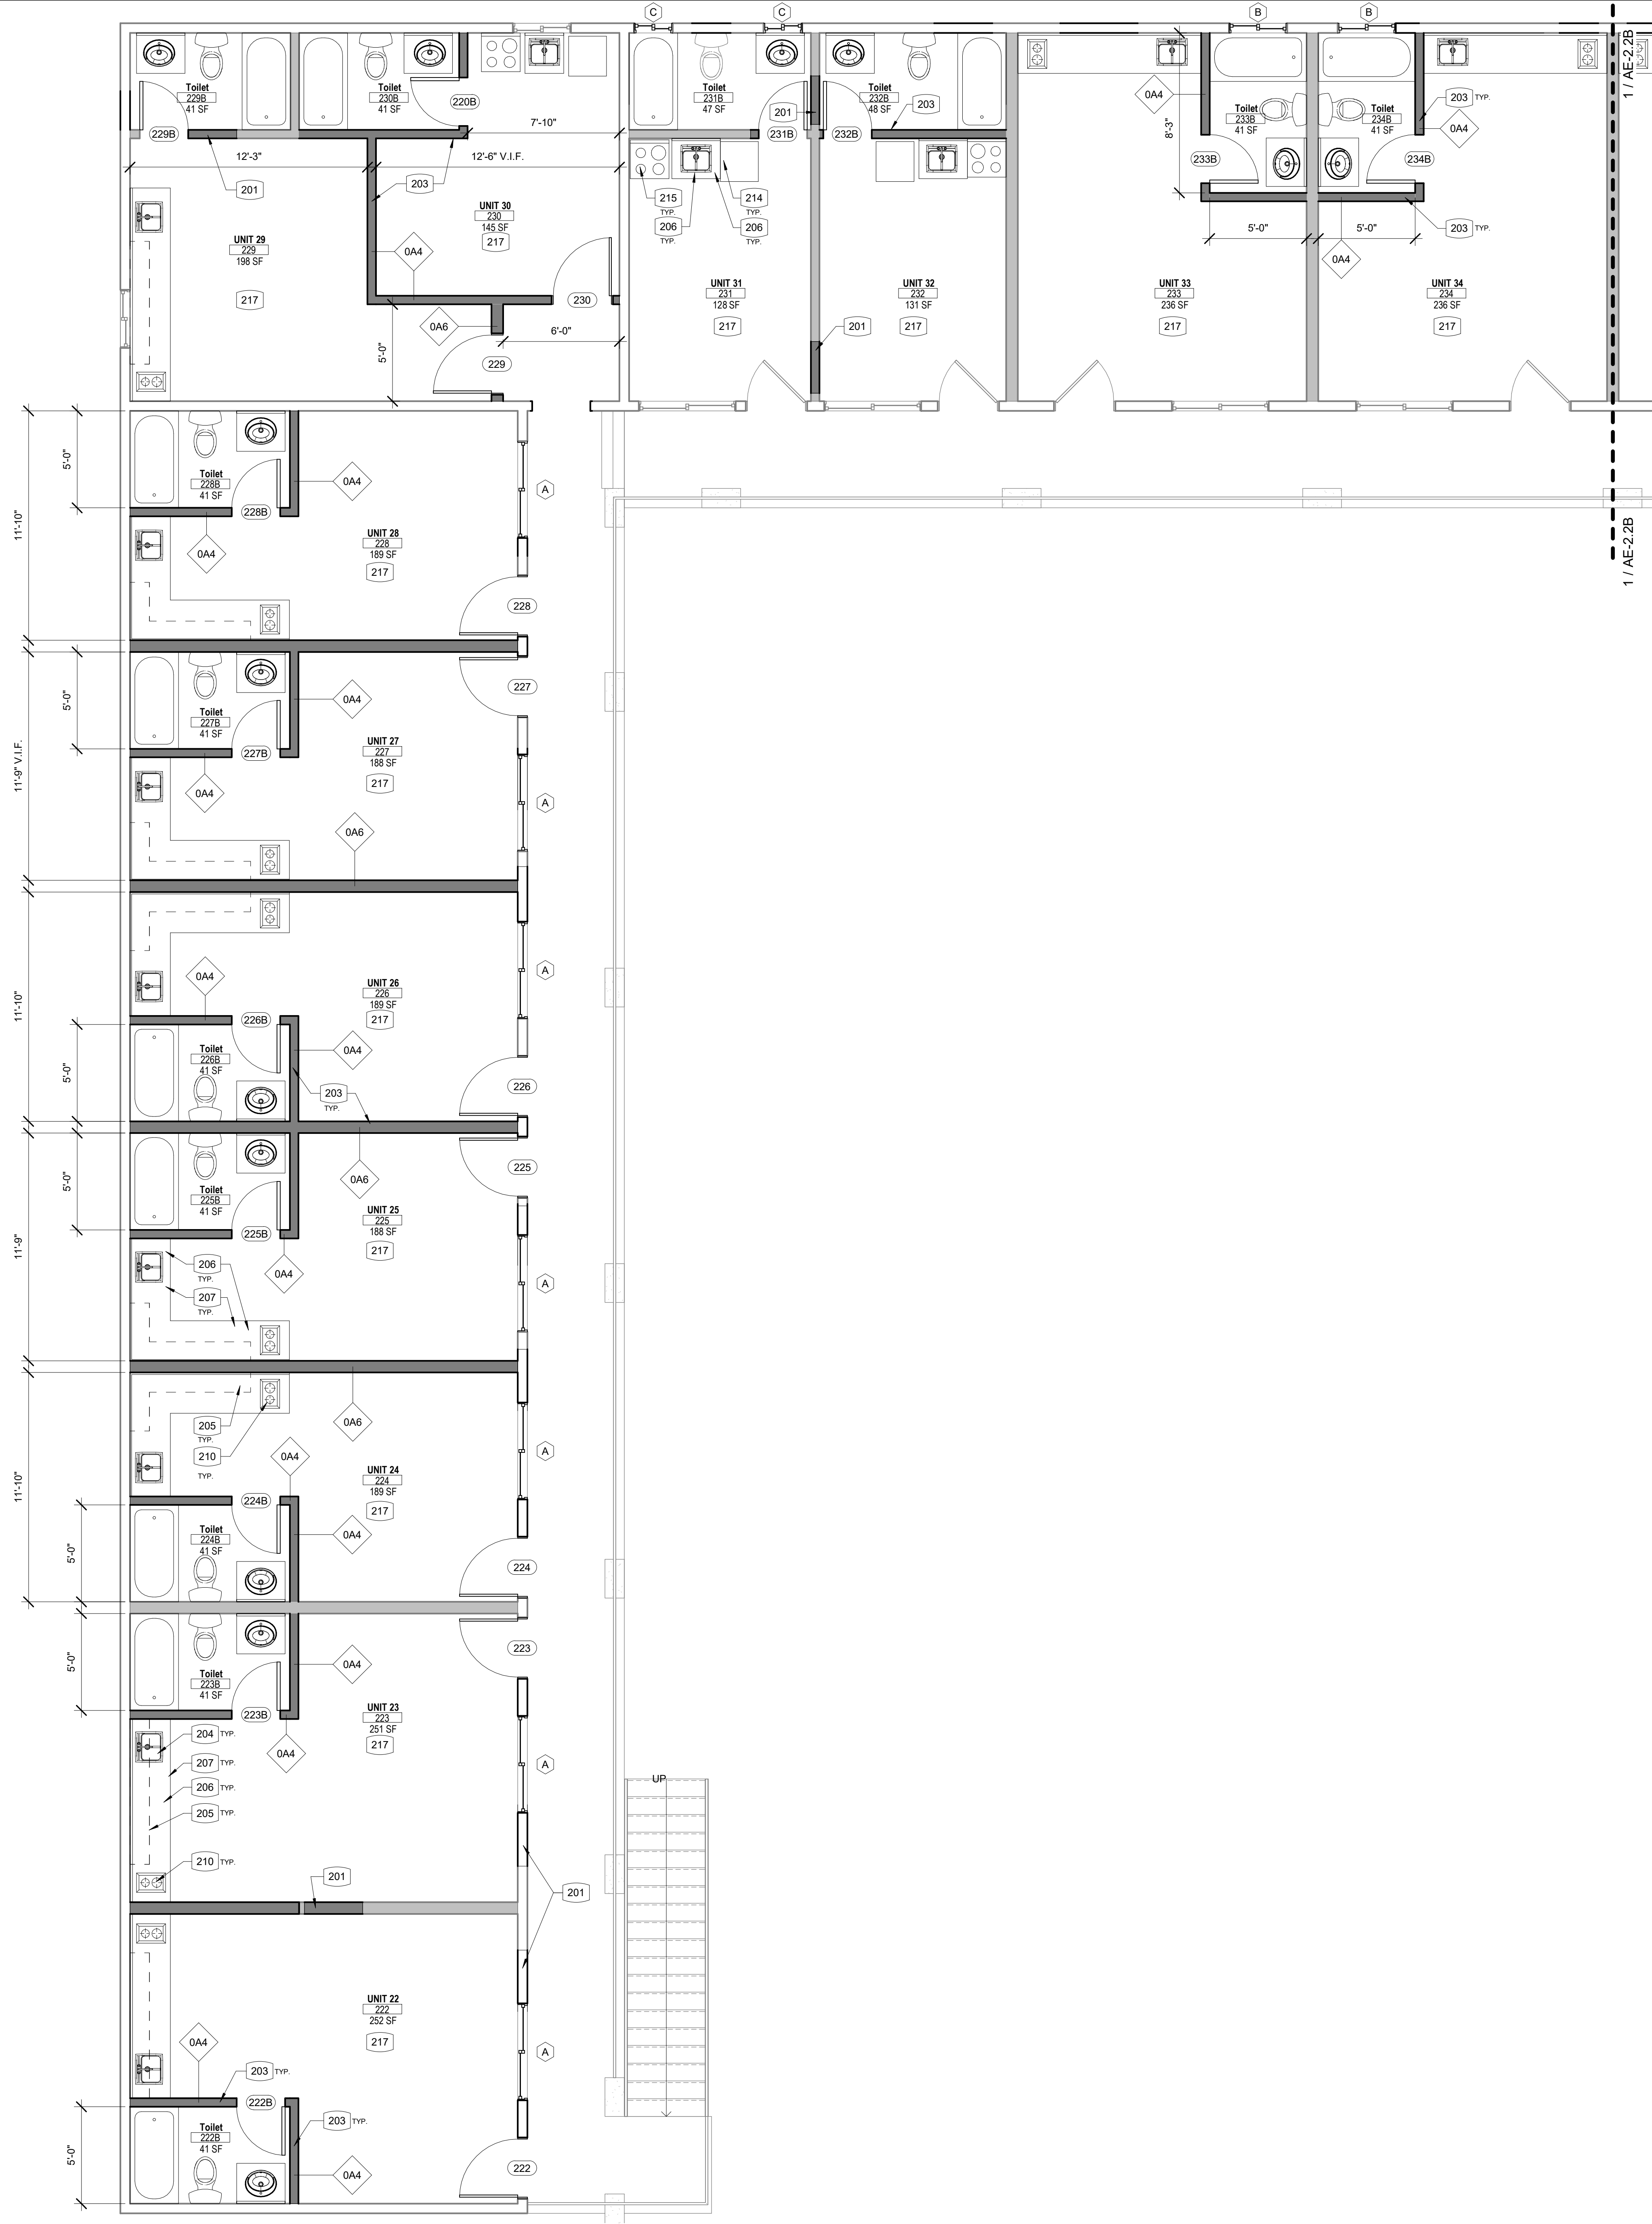 C
C
B
B
1 / AE-2.2B
Toilet
229B
41 SF
Toilet
230B
41 SF
220B
Toilet
231B
47 SF
201
Toilet
232B
48 SF
203
0A4
8'-3"
Toilet
233B
41 SF
Toilet
234B
41 SF
203 TYP.
0A4
229B
7'-10"
231B
232B
233B
234B
12'-3"
12'-6" V.I.F.
201
203
215
TYP.
206
TYP.
214
TYP.
206
TYP.
UNIT 30
230
145 SF
217
5'-0"
5'-0"
203 TYP.
0A4
UNIT 29
229
198 SF
217
0A4
230
0A6
6'-0"
5'-0"
229
UNIT 31
231
128 SF
217
201
UNIT 32
232
131 SF
217
UNIT 33
233
236 SF
217
UNIT 34
234
236 SF
217
1 / AE-2.2B
11'-10"
5'-0"
Toilet
228B
41 SF
228B
0A4
0A4
A
UNIT 28
228
189 SF
217
228
11'-9" V.I.F.
5'-0"
Toilet
227B
41 SF
227B
0A4
0A4
227
UNIT 27
227
188 SF
217
A
0A6
11'-10"
5'-0"
0A4
226B
Toilet
226B
41 SF
0A4
203
TYP.
A
UNIT 26
226
189 SF
217
226
11'-9"
5'-0"
Toilet
225B
41 SF
225B
0A6
0A4
225
UNIT 25
225
188 SF
217
206
TYP.
207
TYP.
A
11'-10"
5'-0"
205
TYP.
210
TYP.
0A4
0A6
224B
Toilet
224B
41 SF
0A4
A
UNIT 24
224
189 SF
217
224
5'-0"
Toilet
223B
41 SF
223B
0A4
0A4
223
UNIT 23
223
251 SF
217
204 TYP.
207 TYP.
206 TYP.
205 TYP.
210 TYP.
A
UP
201
201
UNIT 22
222
252 SF
217
A
0A4
203 TYP.
222B
203 TYP.
5'-0"
Toilet
222B
41 SF
0A4
222